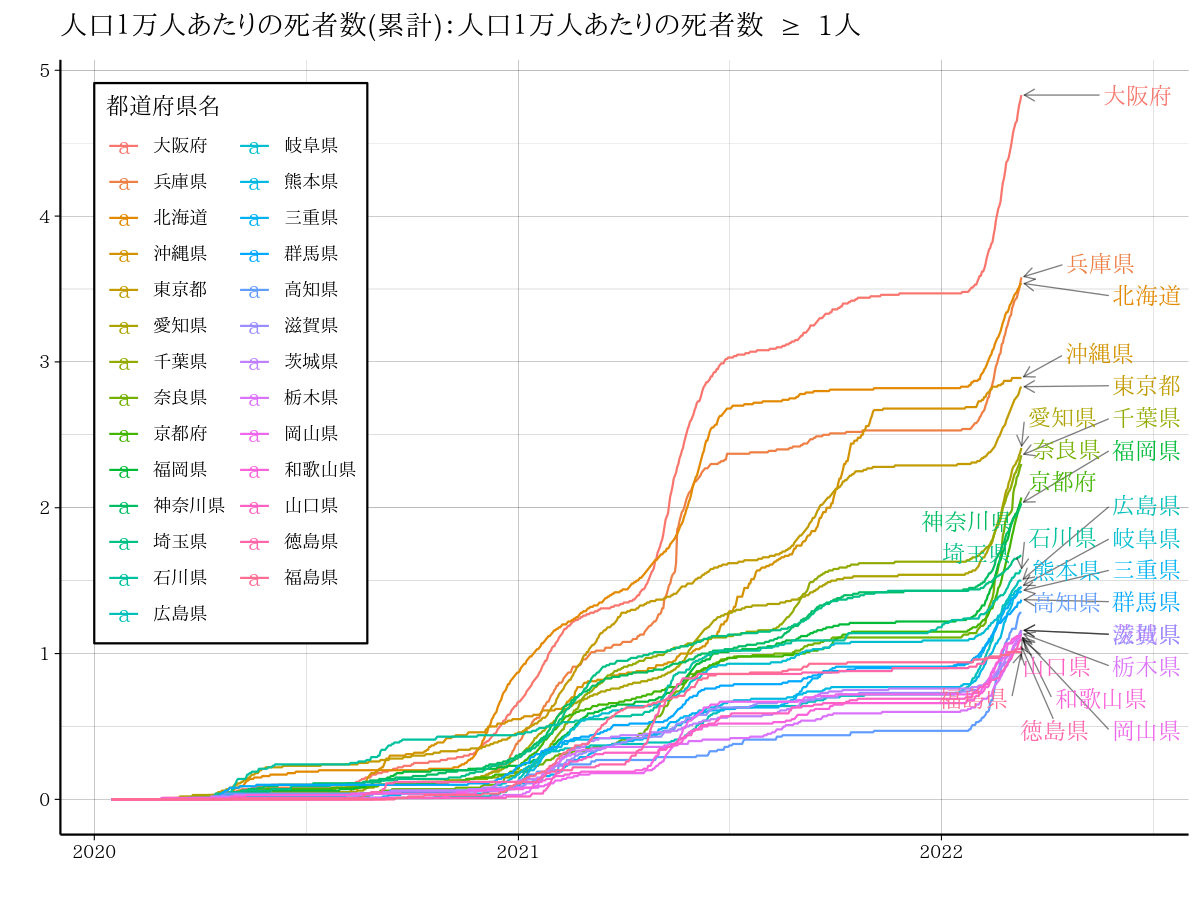 人口1万人あたりの死者数(累計)：人口1万人あたりの死者数 ≥ 1人
5
4
3
2
1
0
2020
2021
2022
都道府県名
a 大阪府
a 兵庫県
a 北海道
a 沖縄県
a 東京都
a 愛知県
a 千葉県
a 奈良県
a 京都府
a 福岡県
a 神奈川県
a 埼玉県
a 石川県
a 広島県
a 岐阜県
a 熊本県
a 三重県
a 群馬県
a 高知県
a 滋賀県
a 茨城県
a 栃木県
a 岡山県
a 和歌山県
a 山口県
a 徳島県
a 福島県
大阪府
兵庫県
北海道
沖縄県
東京都
愛知県
千葉県
奈良県
福岡県
京都府
広島県
神奈川県
石川県
岐阜県
埼玉県
熊本県
三重県
高知県
群馬県
山口県
栃木県
福島県
和歌山県
徳島県
岡山県